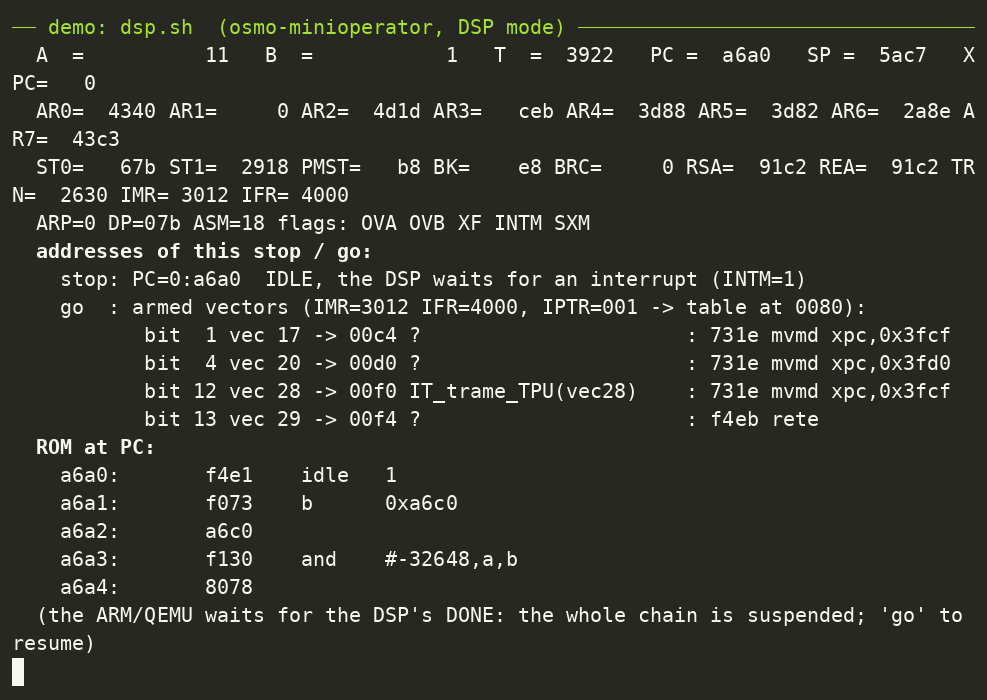 ── demo: dsp.sh  (osmo-minioperator, DSP mode) ─────────────────────────────────
  A  =          11   B  =           1   T  =  3922   PC =  a6a0   SP =  5ac7   X
PC=   0
  AR0=  4340 AR1=     0 AR2=  4d1d AR3=   ceb AR4=  3d88 AR5=  3d82 AR6=  2a8e A
R7=  43c3
  ST0=   67b ST1=  2918 PMST=   b8 BK=    e8 BRC=     0 RSA=  91c2 REA=  91c2 TR
N=  2630 IMR= 3012 IFR= 4000
  ARP=0 DP=07b ASM=18 flags: OVA OVB XF INTM SXM
  addresses of this stop / go:
    stop: PC=0:a6a0  IDLE, the DSP waits for an interrupt (INTM=1)
    go  : armed vectors (IMR=3012 IFR=4000, IPTR=001 -> table at 0080):
           bit  1 vec 17 -> 00c4 ?                      : 731e mvmd xpc,0x3fcf
           bit  4 vec 20 -> 00d0 ?                      : 731e mvmd xpc,0x3fd0
           bit 12 vec 28 -> 00f0 IT_trame_TPU(vec28)    : 731e mvmd xpc,0x3fcf
           bit 13 vec 29 -> 00f4 ?                      : f4eb rete
  ROM at PC:
    a6a0:       f4e1    idle   1
    a6a1:       f073    b      0xa6c0
    a6a2:       a6c0
    a6a3:       f130    and    #-32648,a,b
    a6a4:       8078
  (the ARM/QEMU waits for the DSP's DONE: the whole chain is suspended; 'go' to
resume)